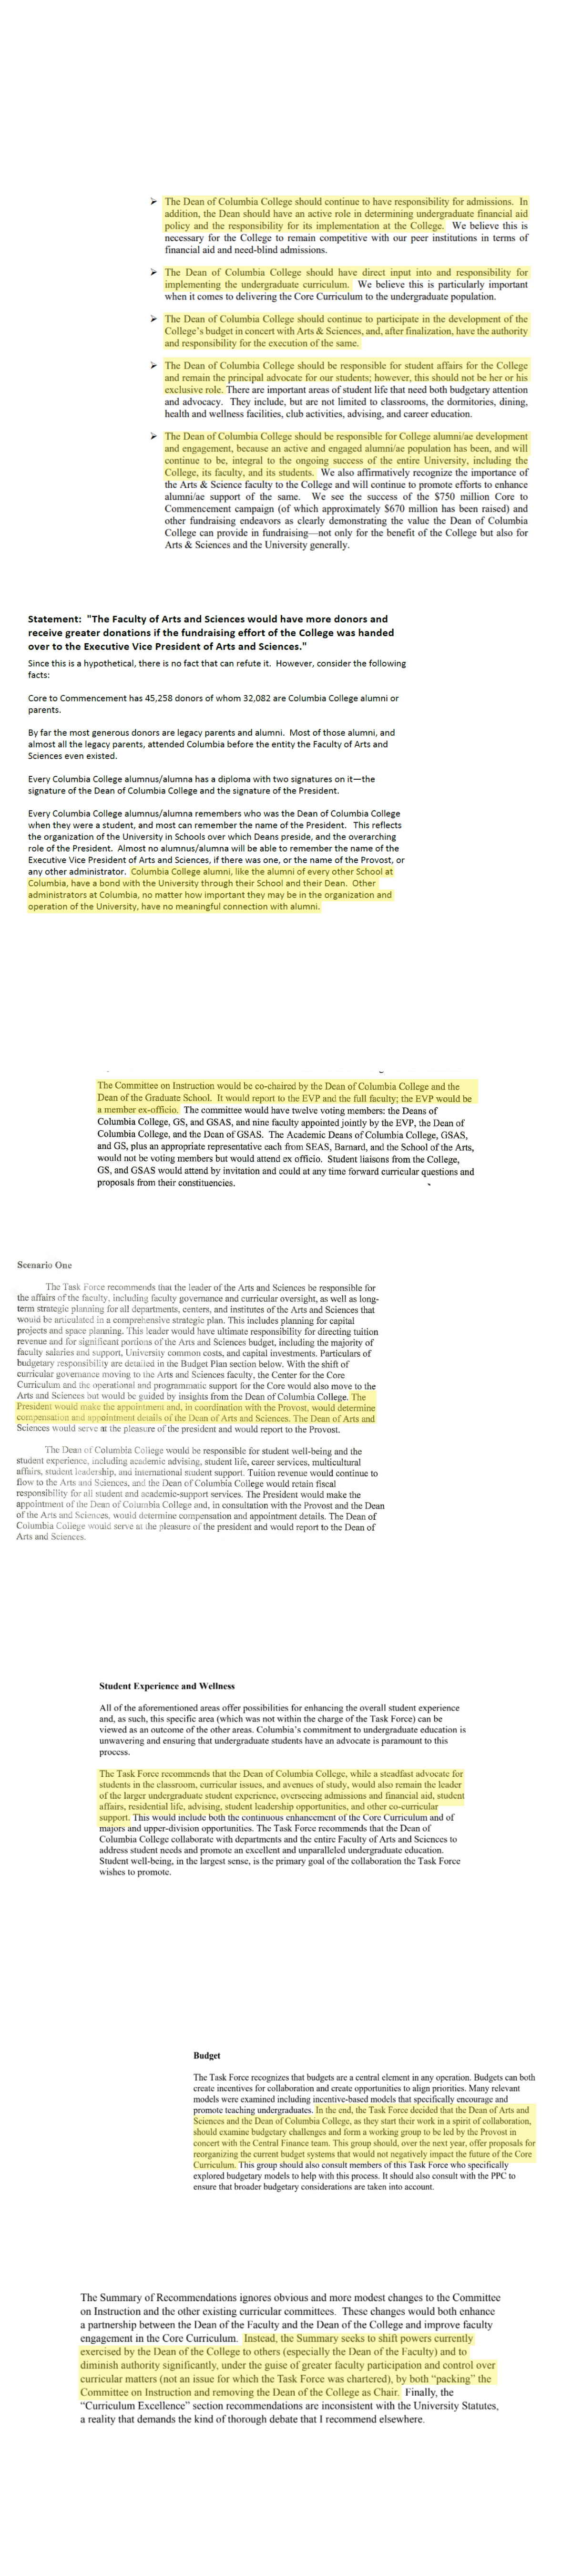 ➢ The Dean of Columbia College should continue to have responsibility for admissions. In
addition, the Dean should have an active role in determining undergraduate financial aid
policy and the responsibility for its implementation at the College. We believe this is
necessary for the College to remain competitive with our peer institutions in terms of
financial aid and need-blind admissions.
➢ The Dean of Columbia College should have direct input into and responsibility for
implementing the undergraduate curriculum. We believe this is particularly important
when it comes to delivering the Core Curriculum to the undergraduate population.
➢ The Dean of Columbia College should continue to participate in the development of the
College's budget in concert with Arts & Sciences, and, after finalization, have the authority
and responsibility for the execution of the same.
➢ The Dean of Columbia College should be responsible for student affairs for the College
and remain the principal advocate for our students; however, this should not be her or his
exclusive role. There are important areas of student life that need both budgetary attention
and advocacy. They include, but are not limited to classrooms, the dormitories, dining,
health and wellness facilities, club activities, advising, and career education.
➢ The Dean of Columbia College should be responsible for College alumni/ae development
and engagement, because an active and engaged alumni/ae population has been, and will
continue to be, integral to the ongoing success of the entire University, including the
College, its faculty, and its students. We also affirmatively recognize the importance of
the Arts & Science faculty to the College and will continue to promote efforts to enhance
alumni/ae support of the same. We see the success of the $750 million Core to
Commencement campaign (of which approximately $670 million has been raised) and
other fundraising endeavors as clearly demonstrating the value the Dean of Columbia
College can provide in fundraising—not only for the benefit of the College but also for
Arts & Sciences and the University generally.
Statement: "The Faculty of Arts and Sciences would have more donors and
receive greater donations if the fundraising effort of the College was handed
over to the Executive Vice President of Arts and Sciences."
Since this is a hypothetical, there is no fact that can refute it. However, consider the following
facts:
Core to Commencement has 45,258 donors of whom 32,082 are Columbia College alumni or
parents.
By far the most generous donors are legacy parents and alumni. Most of those alumni, and
almost all the legacy parents, attended Columbia before the entity the Faculty of Arts and
Sciences even existed.
Every Columbia College alumnus/alumna has a diploma with two signatures on it—the
signature of the Dean of Columbia College and the signature of the President.
Every Columbia College alumnus/alumna remembers who was the Dean of Columbia College
when they were a student, and most can remember the name of the President. This reflects
the organization of the University in Schools over which Deans preside, and the overarching
role of the President. Almost no alumnus/alumna will be able to remember the name of the
Executive Vice President of Arts and Sciences, if there was one, or the name of the Provost, or
any other administrator. Columbia College alumni, like the alumni of every other School at
Columbia, have a bond with the University through their School and their Dean. Other
administrators at Columbia, no matter how important they may be in the organization and
operation of the University, have no meaningful connection with alumni.
The Committee on Instruction would be co-chaired by the Dean of Columbia College and the
Dean of the Graduate School. It would report to the EVP and the full faculty; the EVP would be
a member ex-officio. The committee would have twelve voting members: the Deans of
Columbia College, GS, and GSAS, and nine faculty appointed jointly by the EVP, the Dean of
Columbia College, and the Dean of GSAS. The Academic Deans of Columbia College, GSAS,
and GS, plus an appropriate representative each from SEAS, Barnard, and the School of the Arts,
would not be voting members but would attend ex officio. Student liaisons from the College,
GS, and GSAS would attend by invitation and could at any time forward curricular questions and
proposals from their constituencies.
Scenario One
The Task Force recommends that the leader of the Arts and Sciences be responsible for
the affairs of the faculty, including faculty governance and curricular oversight, as well as long-
term strategic planning for all departments, centers, and institutes of the Arts and Sciences that
would be articulated in a comprehensive strategic plan. This includes planning for capital
projects and space planning. This leader would have ultimate responsibility for directing tuition
revenue and for significant portions of the Arts and Sciences budget, including the majority of
faculty salaries and support, University common costs, and capital investments. Particulars of
budgetary responsibility are detailed in the Budget Plan section below. With the shift of
curricular governance moving to the Arts and Sciences faculty, the Center for the Core
Curriculum and the operational and programmatic support for the Core would also move to the
Arts and Sciences but would be guided by insights from the Dean of Columbia College. The
President would make the appointment and, in coordination with the Provost, would determine
compensation and appointment details of the Dean of Arts and Sciences. The Dean of Arts and
Sciences would serve at the pleasure of the president and would report to the Provost.
The Dean of Columbia College would be responsible for student well-being and the
student experience, including academic advising, student life, career services, multicultural
affairs, student leadership, and international student support. Tuition revenue would continue to
flow to the Arts and Sciences, and the Dean of Columbia College would retain fiscal
responsibility for all student and academic-support services. The President would make the
appointment of the Dean of Columbia College and, in consultation with the Provost and the Dean
of the Arts and Sciences, would determine compensation and appointment details. The Dean of
Columbia College would serve at the pleasure of the president and would report to the Dean of
Arts and Sciences.
Student Experience and Wellness
All of the aforementioned areas offer possibilities for enhancing the overall student experience
and, as such, this specific area (which was not within the charge of the Task Force) can be
viewed as an outcome of the other areas. Columbia's commitment to undergraduate education is
unwavering and ensuring that undergraduate students have an advocate is paramount to this
process.
The Task Force recommends that the Dean of Columbia College, while a steadfast advocate for
students in the classroom, curricular issues, and avenues of study, would also remain the leader
of the larger undergraduate student experience, overseeing admissions and financial aid, student
affairs, residential life, advising, student leadership opportunities, and other co-curricular
support. This would include both the continuous enhancement of the Core Curriculum and of
majors and upper-division opportunities. The Task Force recommends that the Dean of
Columbia College collaborate with departments and the entire Faculty of Arts and Sciences to
address student needs and promote an excellent and unparalleled undergraduate education.
Student well-being, in the largest sense, is the primary goal of the collaboration the Task Force
wishes to promote.
Budget
The Task Force recognizes that budgets are a central element in any operation. Budgets can both
create incentives for collaboration and create opportunities to align priorities. Many relevant
models were examined including incentive-based models that specifically encourage and
promote teaching undergraduates. In the end, the Task Force decided that the Dean of Arts and
Sciences and the Dean of Columbia College, as they start their work in a spirit of collaboration,
should examine budgetary challenges and form a working group to be led by the Provost in
concert with the Central Finance team. This group should, over the next year, offer proposals for
reorganizing the current budget systems that would not negatively impact the future of the Core
Curriculum. This group should also consult members of this Task Force who specifically
explored budgetary models to help with this process. It should also consult with the PPC to
ensure that broader budgetary considerations are taken into account.
The Summary of Recommendations ignores obvious and more modest changes to the Committee
on Instruction and the other existing curricular committees. These changes would both enhance
a partnership between the Dean of the Faculty and the Dean of the College and improve faculty
engagement in the Core Curriculum. Instead, the Summary seeks to shift powers currently
exercised by the Dean of the College to others (especially the Dean of the Faculty) and to
diminish authority significantly, under the guise of greater faculty participation and control over
curricular matters (not an issue for which the Task Force was chartered), by both "packing" the
Committee on Instruction and removing the Dean of the College as Chair. Finally, the
"Curriculum Excellence" section recommendations are inconsistent with the University Statutes,
a reality that demands the kind of thorough debate that I recommend elsewhere.